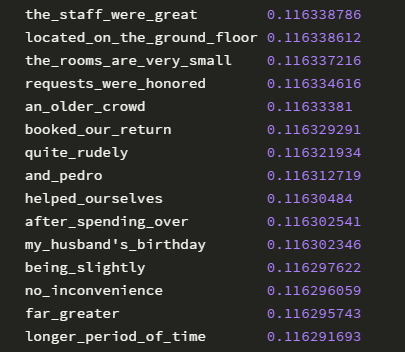 the_staff_were_great 0.116338786
located_on_the_ground_floor 0.116338612
the_rooms_are_very_small 0.116337216
requests_were_honored 0.116334616
an_older_crowd 0.11633381
booked_our_return 0.116329291
quite_rudely 0.116321934
and_pedro 0.116312719
helped_ourselves 0.11630484
after_spending_over 0.116302541
my_husband's_birthday 0.116302346
being_slightly 0.116297622
no_inconvenience 0.116296059
far_greater 0.116295743
longer_period_of_time 0.116291693